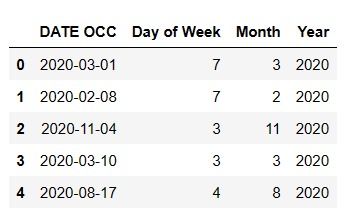 DATE OCC Day of Week Month Year
0 2020-03-01 7 3 2020
1 2020-02-08 7 2 2020
2 2020-11-04 3 11 2020
3 2020-03-10 3 3 2020
4 2020-08-17 4 8 2020